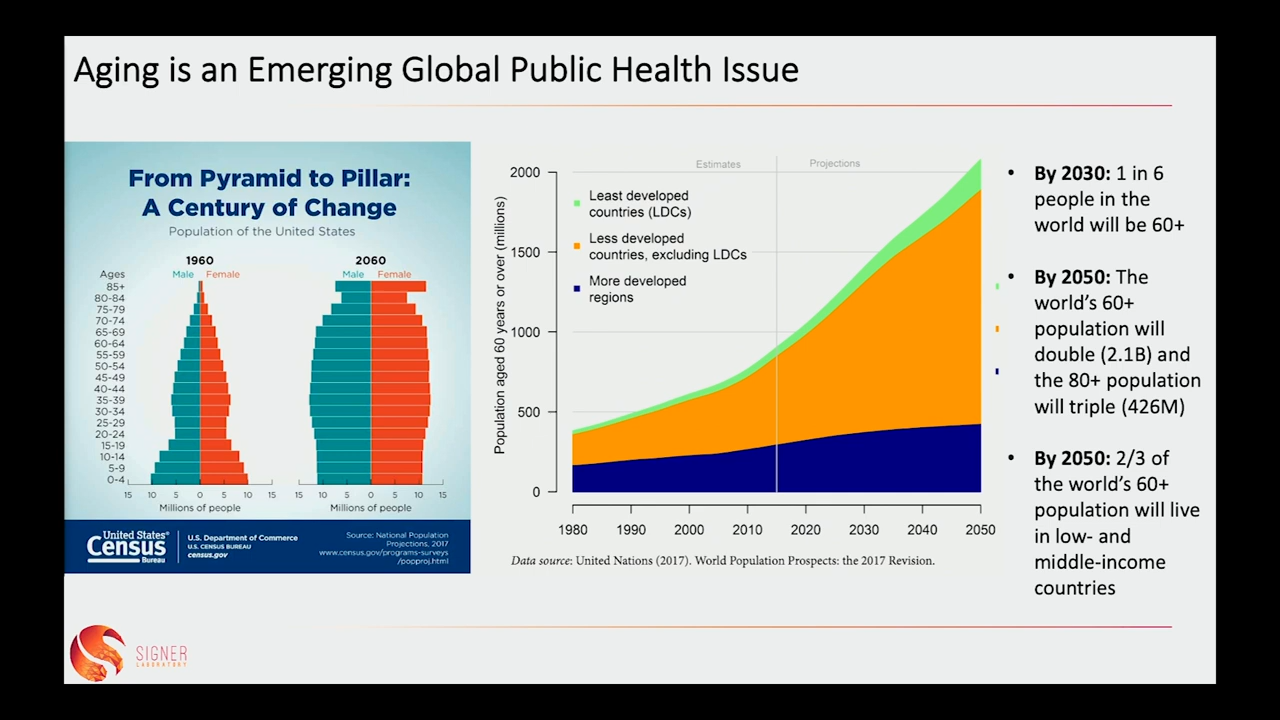 Aging is an Emerging Global Public Health Issue
From Pyramid to Pillar:
A Century of Change
Population of the United States
1960
2060
Ages
Male
Female
Male
Female
85+
80-84
75-79
70-74
65-69
60-64
55-59
50-54
45-49
40-44
35-39
30-34
25-29
20-24
15-19
10-14
5-9
0-4
15 10 5 0 5 10 15
15 10 5 0 5 10 15
Millions of people
Millions of people
United States®
Census
Bureau
U.S. Department of Commerce
U.S. CENSUS BUREAU
census.gov
Source: National Population
Projections, 2017
www.census.gov/programs-surveys
/popproj.html
Population aged 60 years or over (millions)
2000
1500
1000
500
0
Estimates
Projections
Least developed
countries (LDCs)
Less developed
countries, excluding LDCs
More developed
regions
1980 1990 2000 2010 2020 2030 2040 2050
Data source: United Nations (2017). World Population Prospects: the 2017 Revision.
• By 2030: 1 in 6
people in the
world will be 60+
• By 2050: The
world's 60+
population will
double (2.1B) and
the 80+ population
will triple (426M)
• By 2050: 2/3 of
the world's 60+
population will live
in low- and
middle-income
countries
SIGNER
LABORATORY